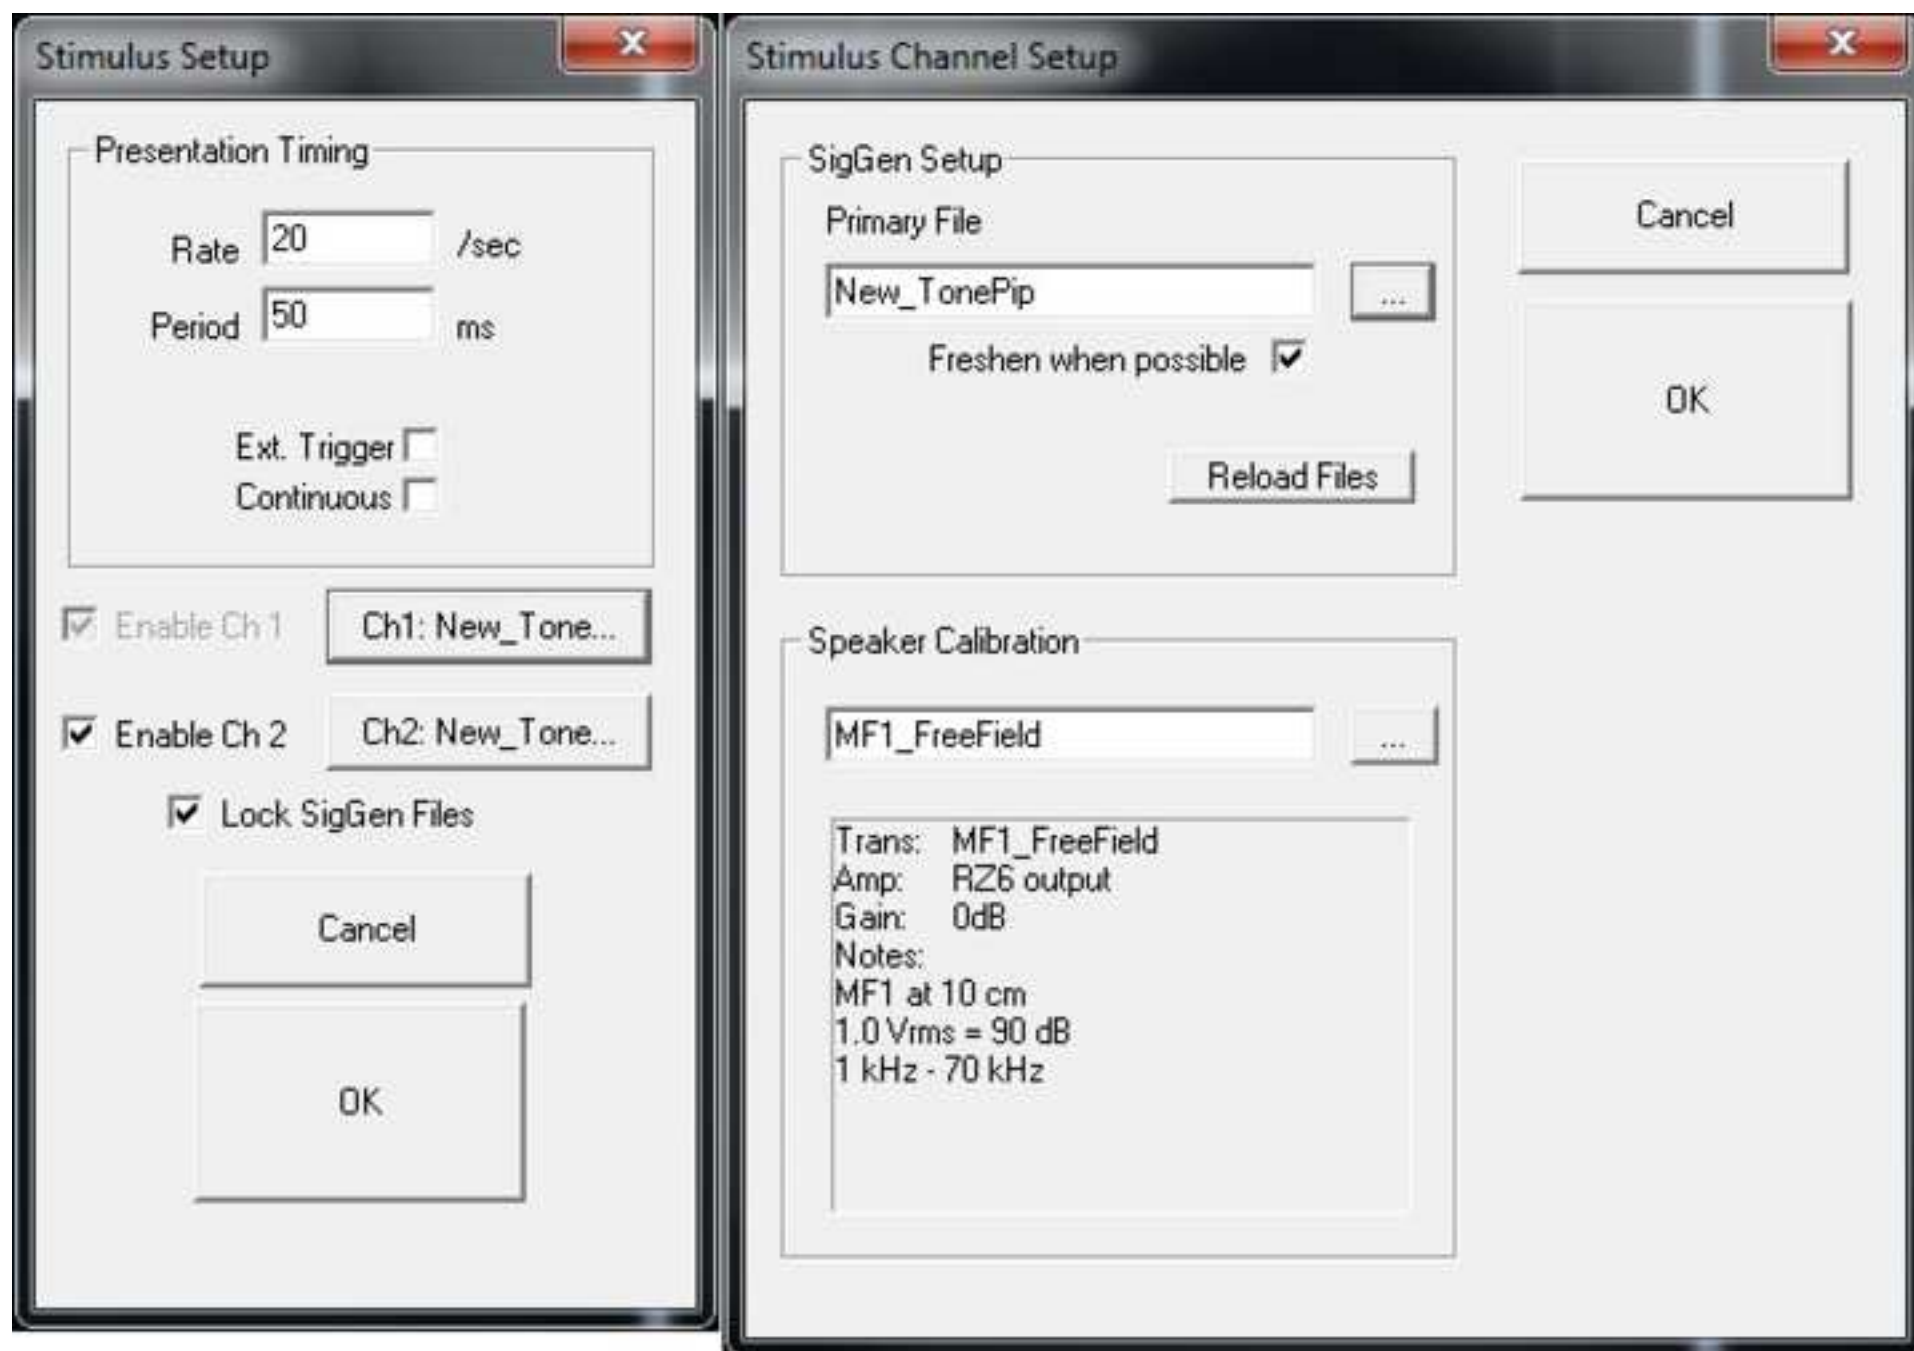 Stimulus Setup
Presentation Timing
Rate 20 /sec
Period 50 ms
Ext. Trigger
Continuous
Enable Ch 1 Ch1: New_Tone...
Enable Ch 2 Ch2: New_Tone...
Lock SigGen Files
Cancel
OK
Stimulus Channel Setup
SigGen Setup
Primary File
New_TonePip ...
Freshen when possible
Reload Files
Cancel
OK
Speaker Calibration
MF1_FreeField ...
Trans: MF1_FreeField
Amp: RZ6 output
Gain: 0dB
Notes:
MF1 at 10 cm
1.0 Vrms = 90 dB
1 kHz - 70 kHz